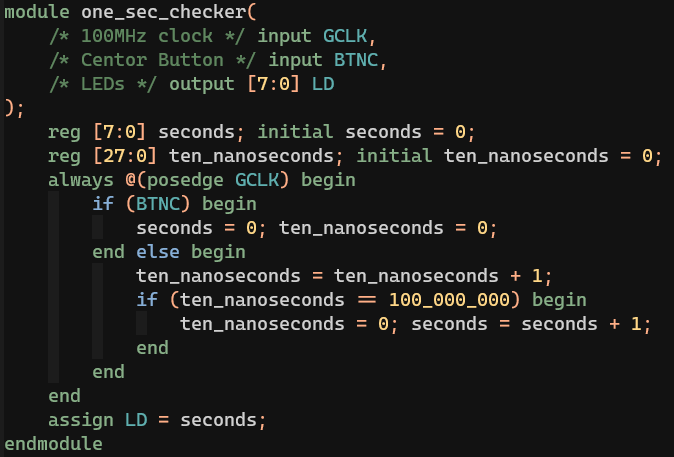 module one_sec_checker(
/* 100MHz clock */ input GCLK,
/* Centor Button */ input BTNC,
/* LEDs */ output [7:0] LD
);
reg [7:0] seconds; initial seconds = 0;
reg [27:0] ten_nanoseconds; initial ten_nanoseconds = 0;
always @(posedge GCLK) begin
if (BTNC) begin
seconds = 0; ten_nanoseconds = 0;
end else begin
ten_nanoseconds = ten_nanoseconds + 1;
if (ten_nanoseconds == 100_000_000) begin
ten_nanoseconds = 0; seconds = seconds + 1;
end
end
end
assign LD = seconds;
endmodule